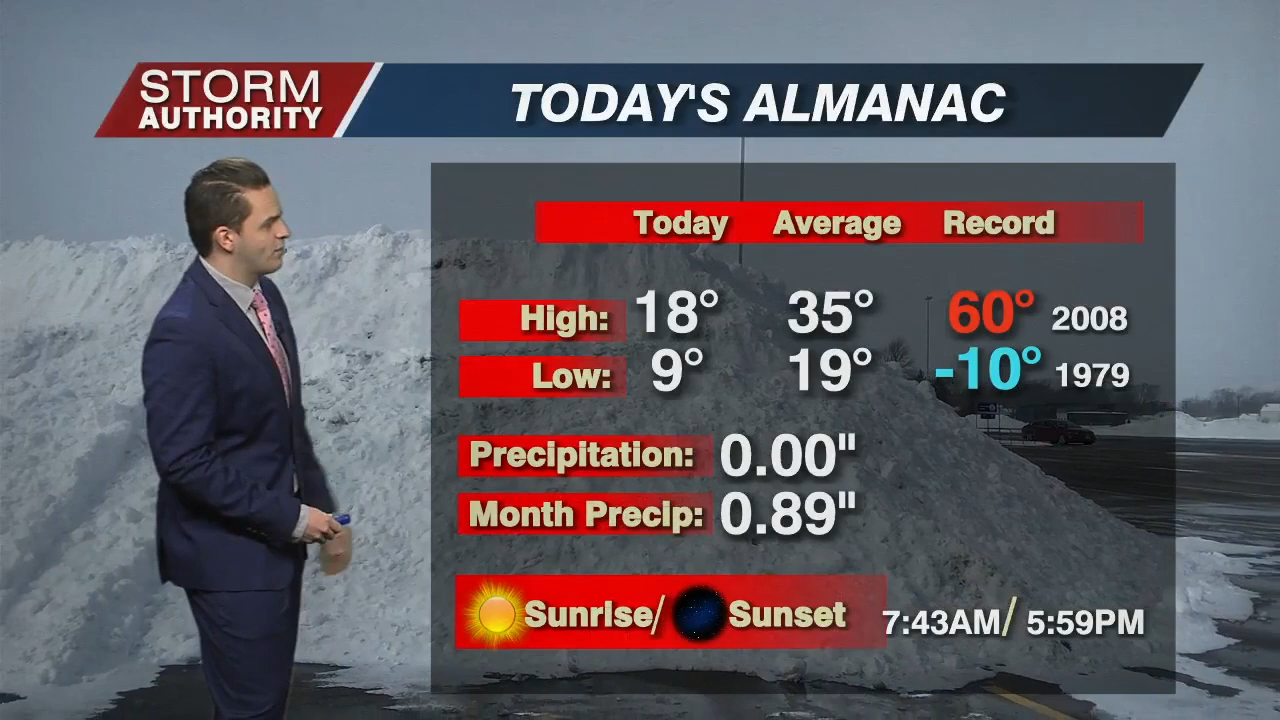 STORM
AUTHORITY
TODAY'S ALMANAC
Today Average Record
High: 18° 35° 60° 2008
Low: 9° 19° -10° 1979
Precipitation: 0.00"
Month Precip: 0.89"
Sunrise/ Sunset 7:43AM/ 5:59PM